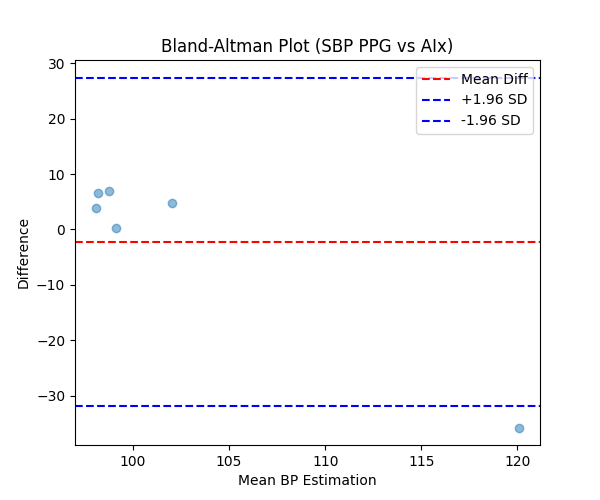 Bland-Altman Plot (SBP PPG vs AIx)
Mean Diff
+1.96 SD
-1.96 SD
30
20
10
0
−10
−20
−30
Difference
100
105
110
115
120
Mean BP Estimation